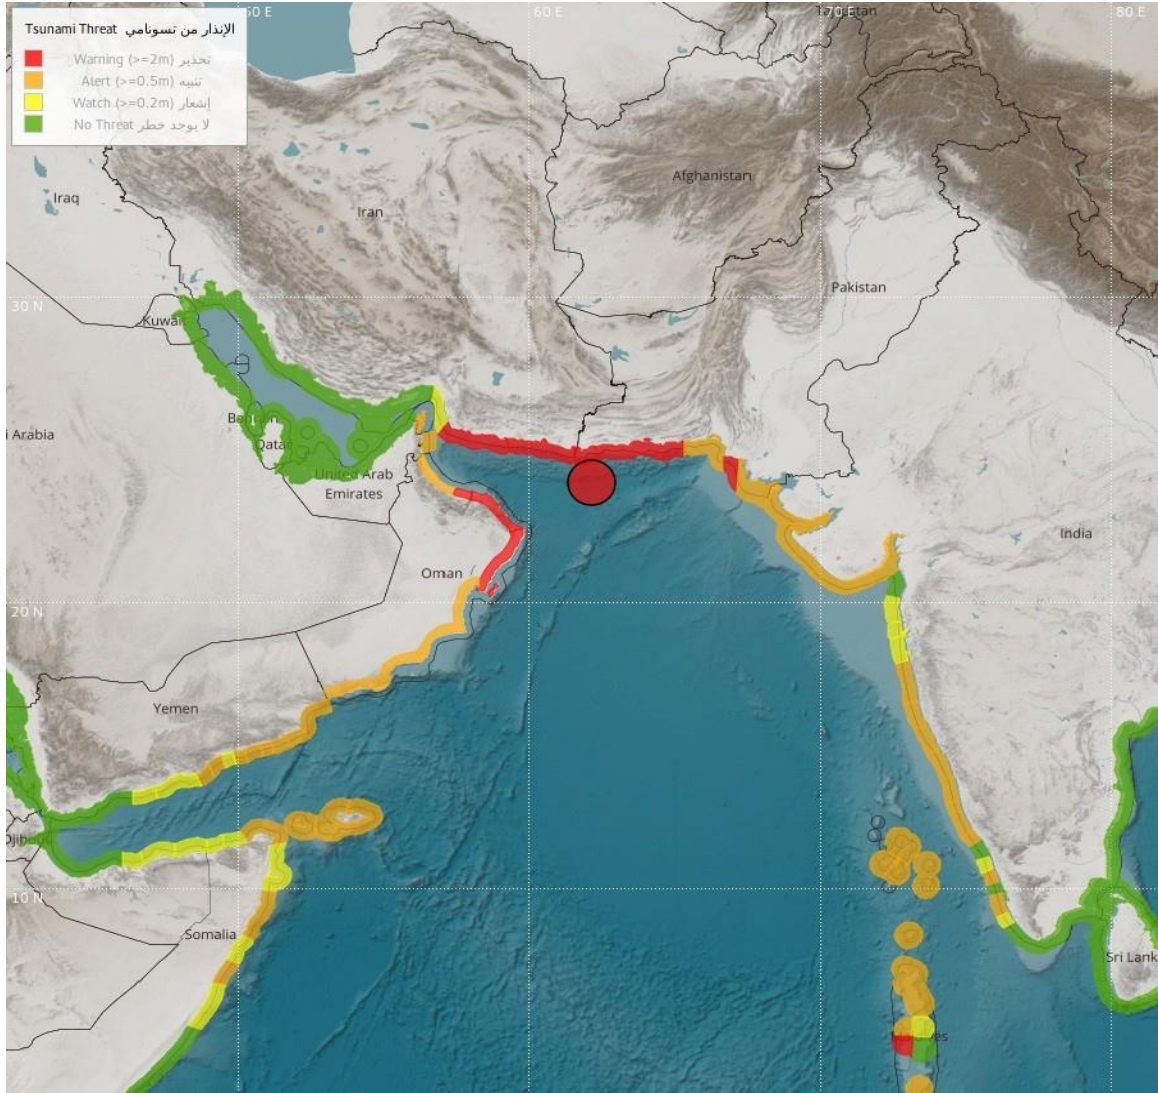 Tsunami Threat الإنذار من تسونامي
Warning (>=2m) تحذير
Alert (>=0.5m) تنبيه
Watch (>=0.2m) إشعار
No Threat لا يوجد خطر
50 E
60 E
70 E
80 E
Afghanistan
Iraq
Iran
Pakistan
30 N
Kuwait
Bahrain
i Arabia
Qatar
United Arab
Emirates
India
Oman
20 N
Yemen
Djibouti
10 N
Somalia
Sri Lank
Maldives